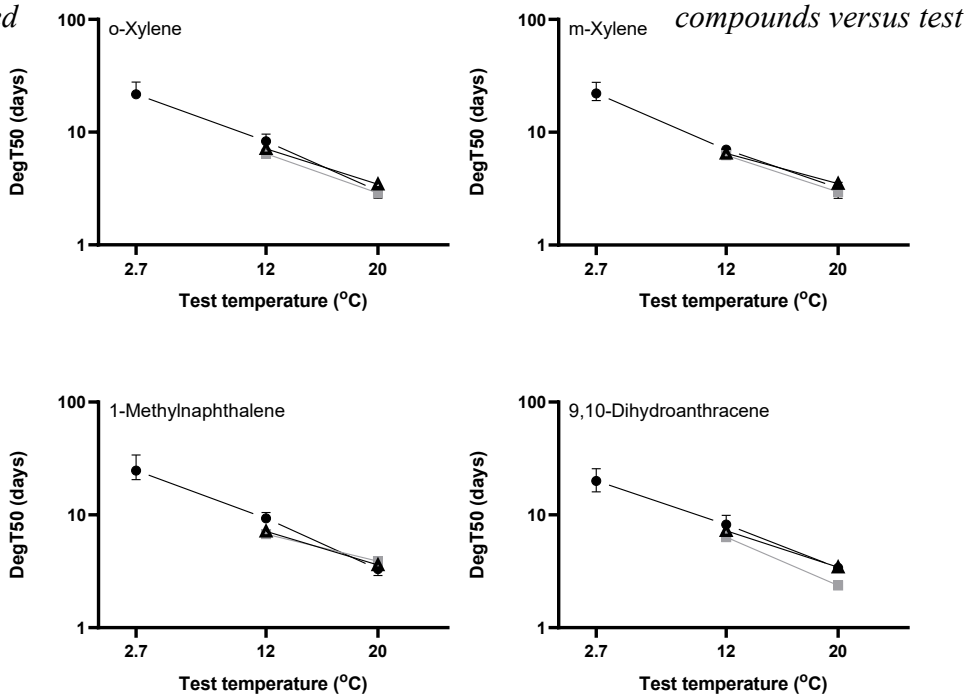 compounds versus test
o-Xylene
100
10
1
DegT50 (days)
2.7 12 20
Test temperature (°C)
m-Xylene
100
10
1
DegT50 (days)
2.7 12 20
Test temperature (°C)
1-Methylnaphthalene
100
10
1
DegT50 (days)
2.7 12 20
Test temperature (°C)
9,10-Dihydroanthracene
100
10
1
DegT50 (days)
2.7 12 20
Test temperature (°C)